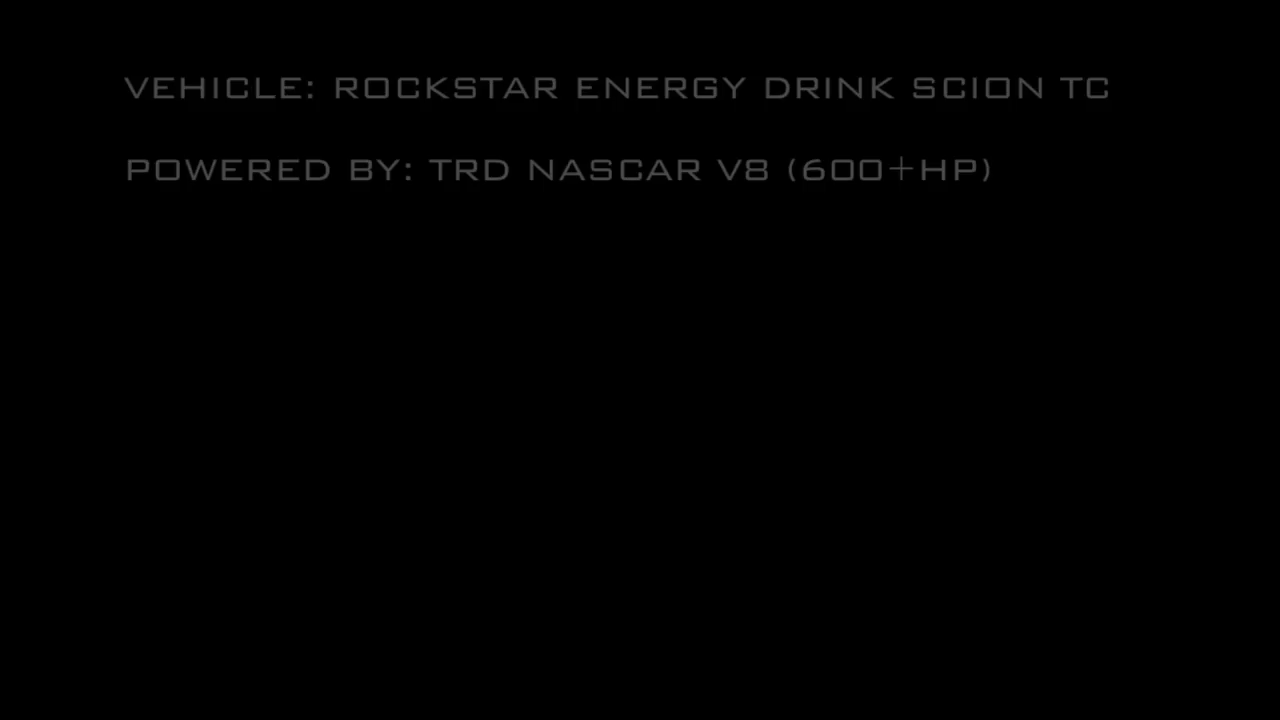 VEHICLE: ROCKSTAR ENERGY DRINK SCION TC
POWERED BY: TRD NASCAR V8 (600+HP)